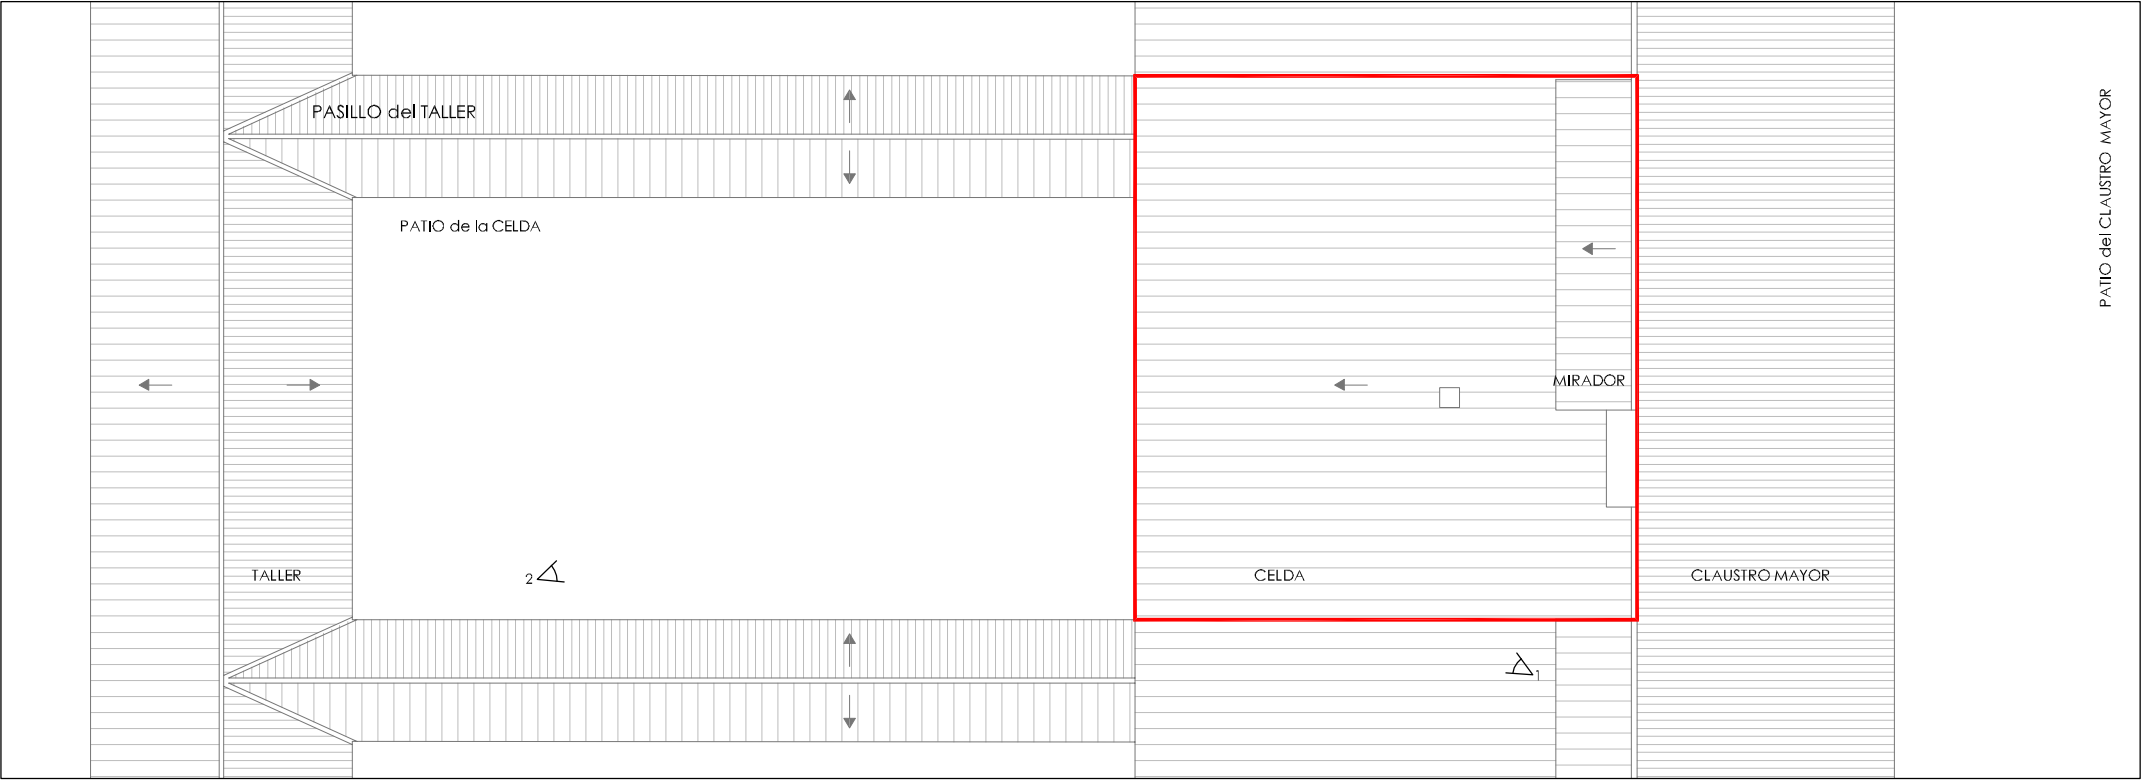 PASILLO del TALLER
PATIO de la CELDA
PATIO del CLAUSTRO MAYOR
MIRADOR
TALLER
2
CELDA
CLAUSTRO MAYOR
1